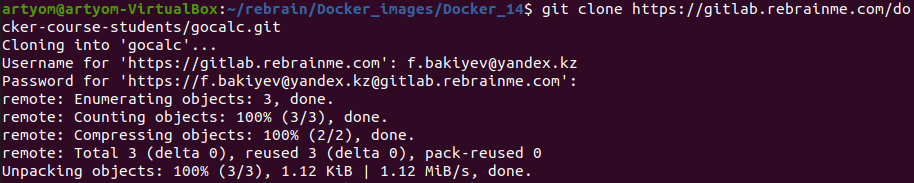 artyom@artyom-VirtualBox:~/rebrain/Docker_images/Docker_14$ git clone https://gitlab.rebrainme.com/do
cker-course-students/gocalc.git
Cloning into 'gocalc'...
Username for 'https://gitlab.rebrainme.com': f.bakiyev@yandex.kz
Password for 'https://f.bakiyev@yandex.kz@gitlab.rebrainme.com':
remote: Enumerating objects: 3, done.
remote: Counting objects: 100% (3/3), done.
remote: Compressing objects: 100% (2/2), done.
remote: Total 3 (delta 0), reused 3 (delta 0), pack-reused 0
Unpacking objects: 100% (3/3), 1.12 KiB | 1.12 MiB/s, done.